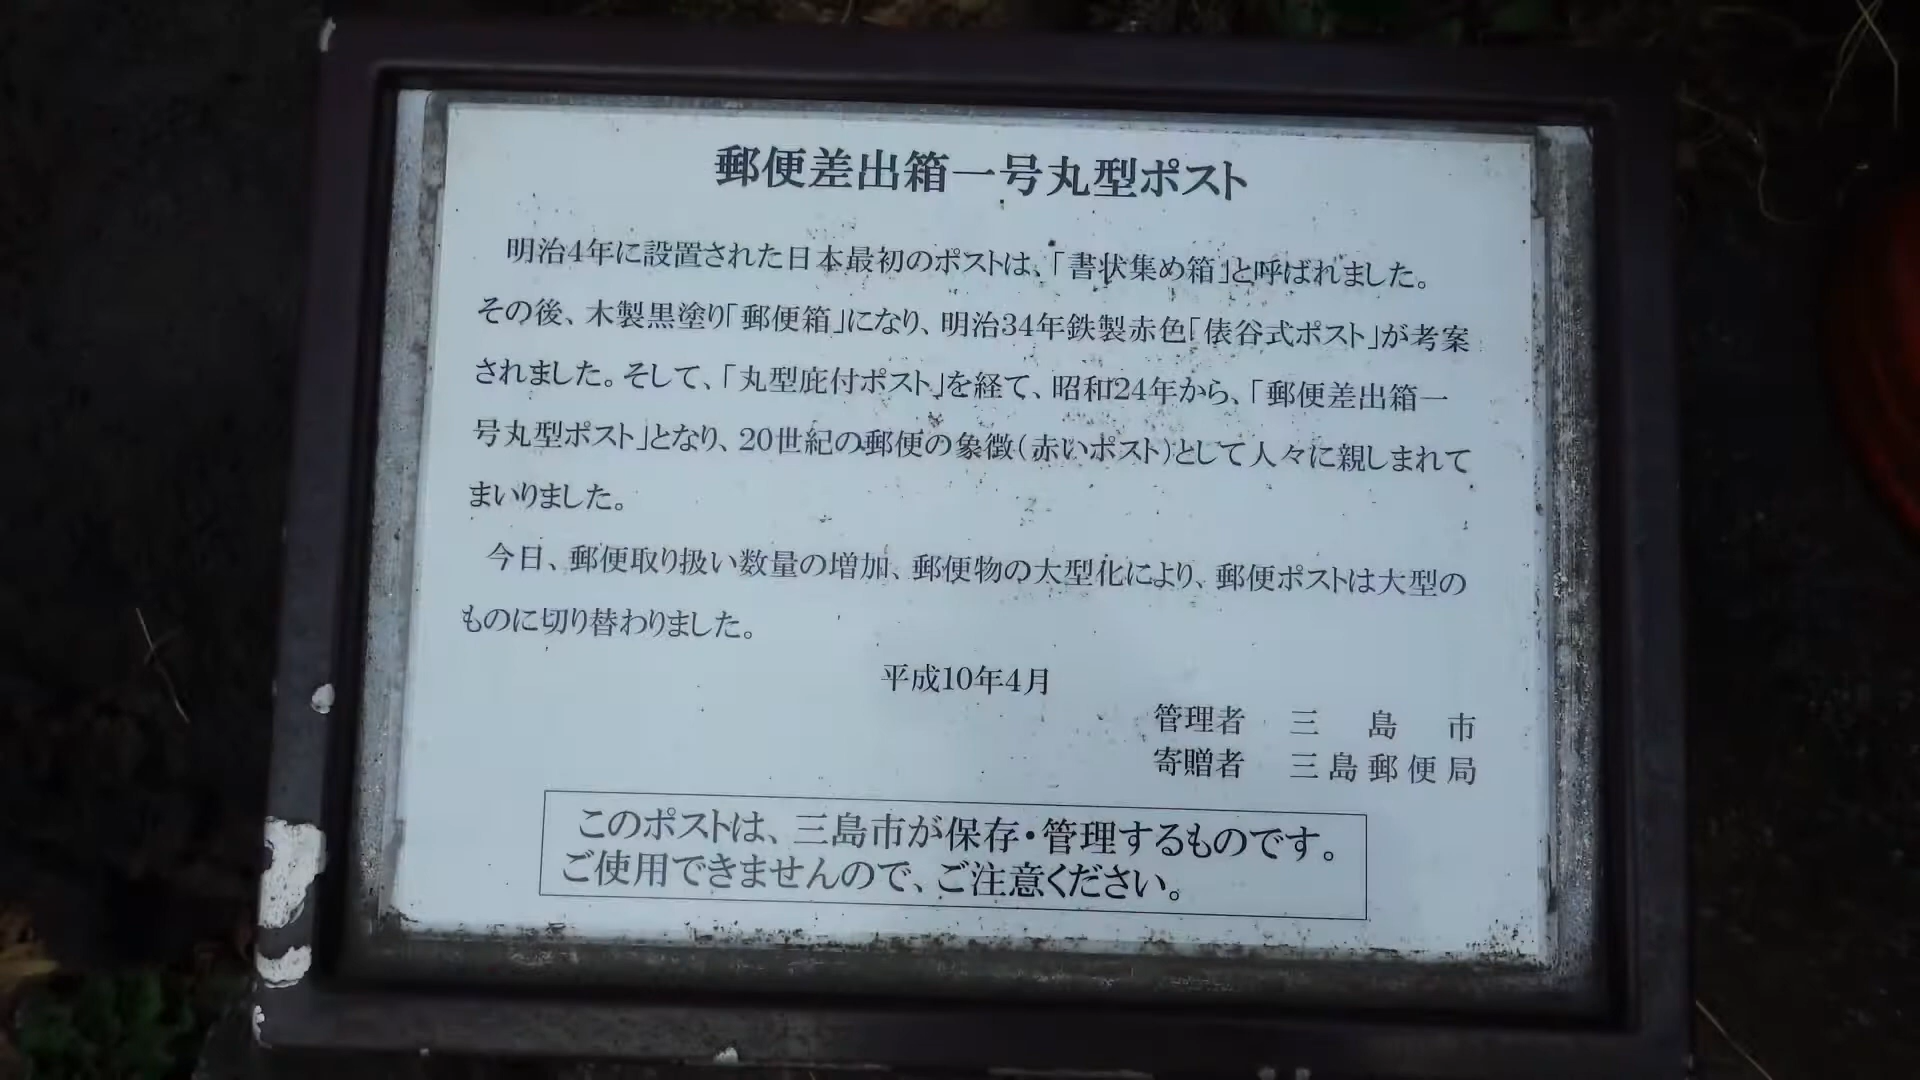 郵便差出箱一号丸型ポスト
明治4年に設置された日本最初のポストは、「書状集め箱」と呼ばれました。
その後、木製黒塗り「郵便箱」になり、明治34年鉄製赤色「俵谷式ポスト」が考案
されました。そして、「丸型庇付ポスト」を経て、昭和24年から、「郵便差出箱一
号丸型ポスト」となり、20世紀の郵便の象徴(赤いポスト)として人々に親しまれて
まいりました。
今日、郵便取り扱い数量の増加、郵便物の大型化により、郵便ポストは大型の
ものに切り替わりました。
平成10年4月
管理者 三島市
寄贈者 三島郵便局
このポストは、三島市が保存・管理するものです。
ご使用できませんので、ご注意ください。